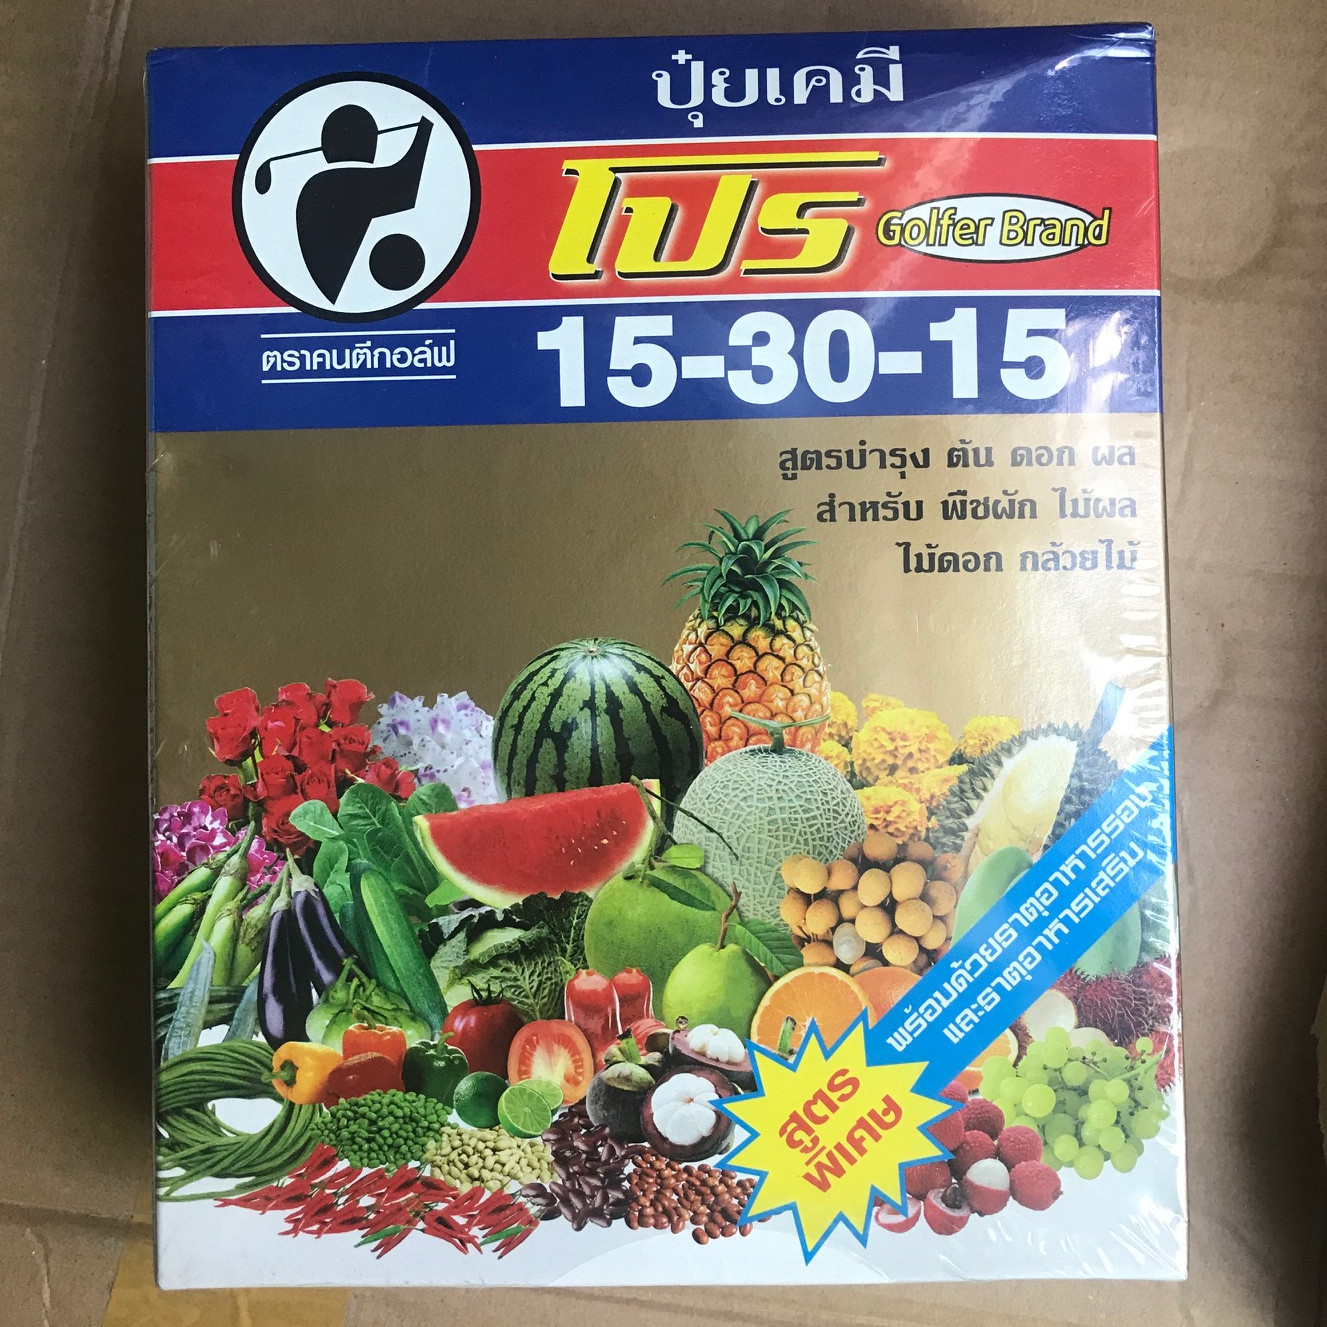 ปุ๋ยเคมี
โปร
Golfer Brand
ตราคนตีกอล์ฟ
15-30-15
สูตรบำรุง ต้น ดอก ผล
สำหรับ พืชผัก ไม้ผล
ไม้ดอก กล้วยไม้
พร้อมด้วยธาตุอาหารรอง
และธาตุอาหารเสริม
สูตร
พิเศษ